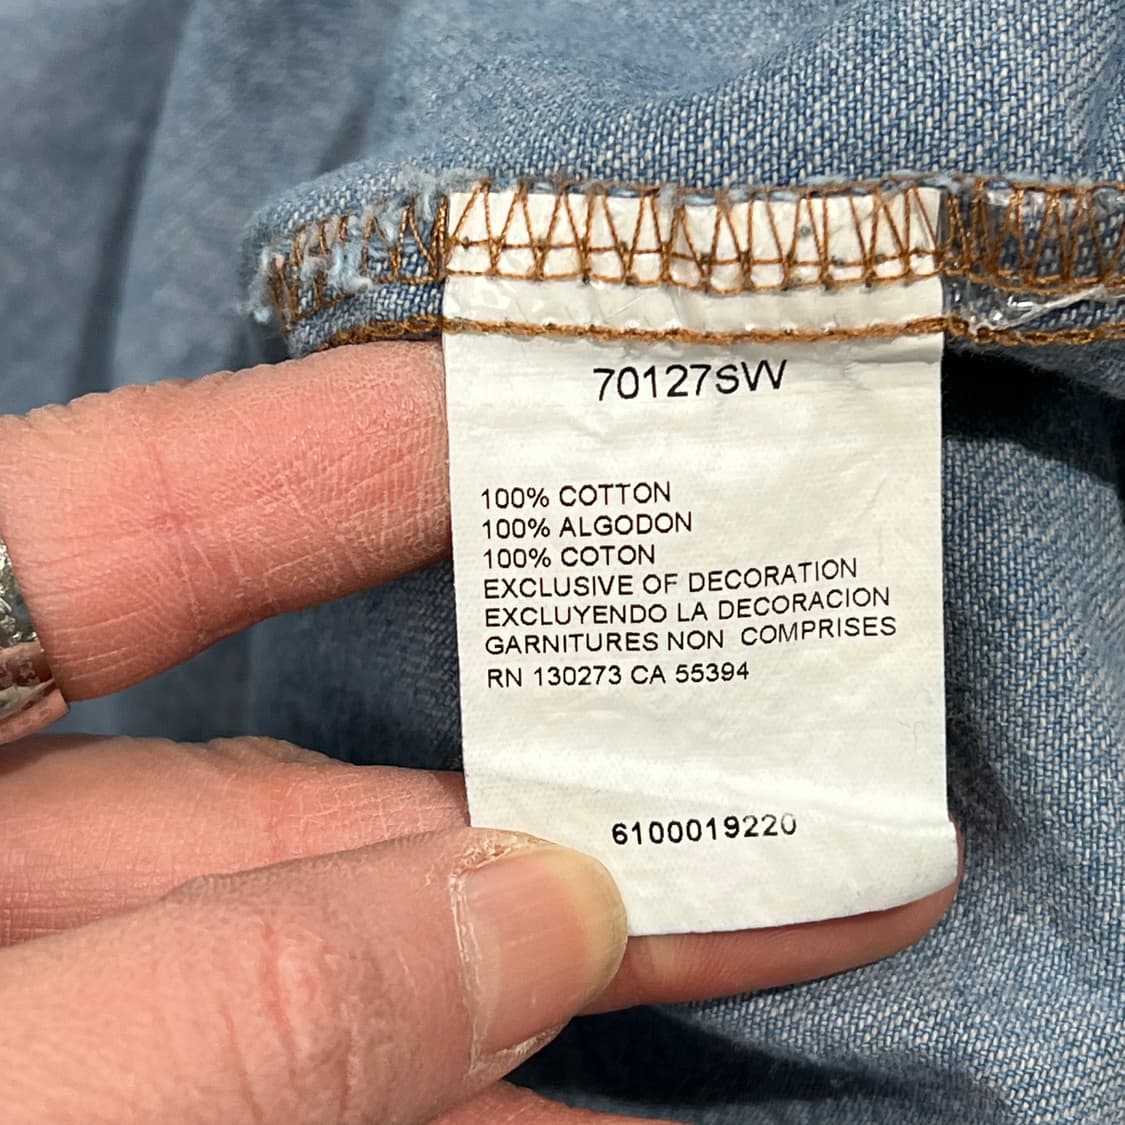 70127SW
100% COTTON
100% ALGODON
100% COTON
EXCLUSIVE OF DECORATION
EXCLUYENDO LA DECORACION
GARNITURES NON COMPRISES
RN 130273 CA 55394
6100019220